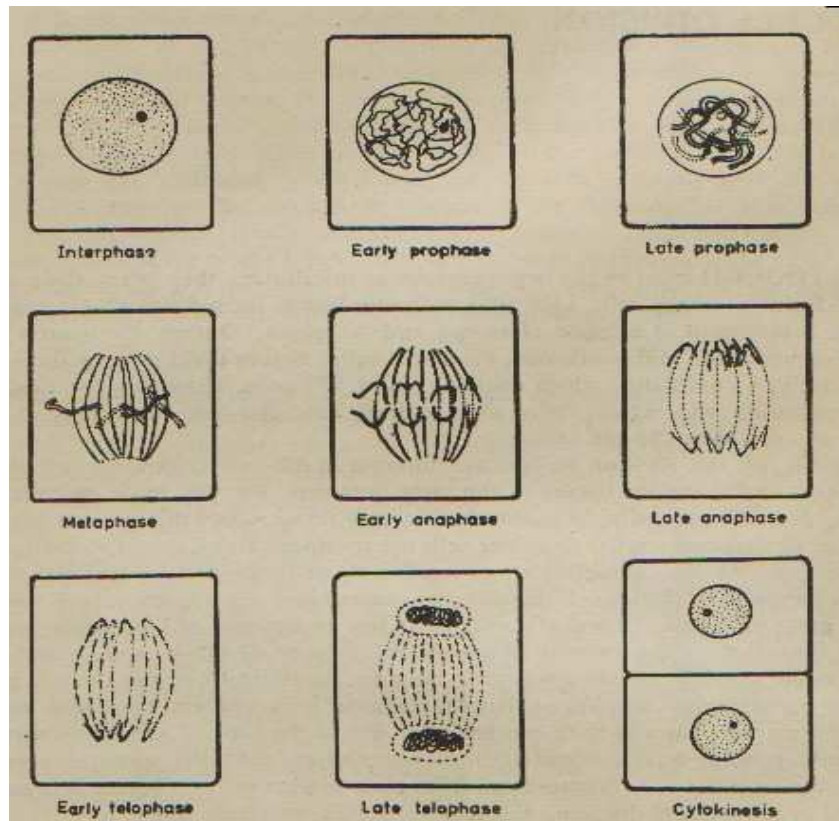 Interphase
Early prophase
Late prophase
Metaphase
Early anaphase
Late anaphase
Early telophase
Late telophase
Cytokinesis